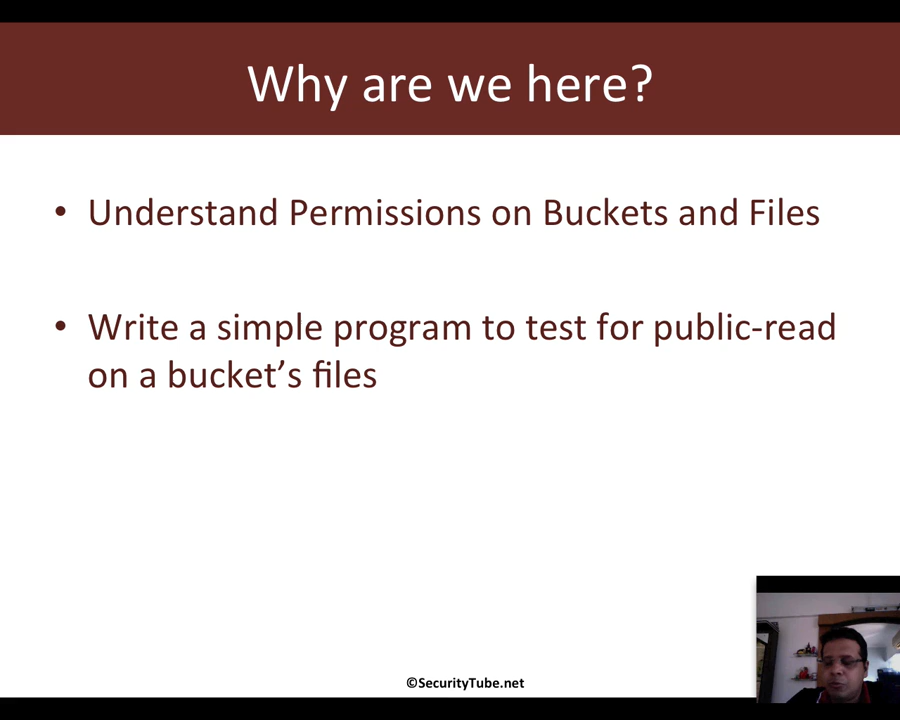 Why are we here?
• Understand Permissions on Buckets and Files
• Write a simple program to test for public-read
on a bucket’s files
©SecurityTube.net